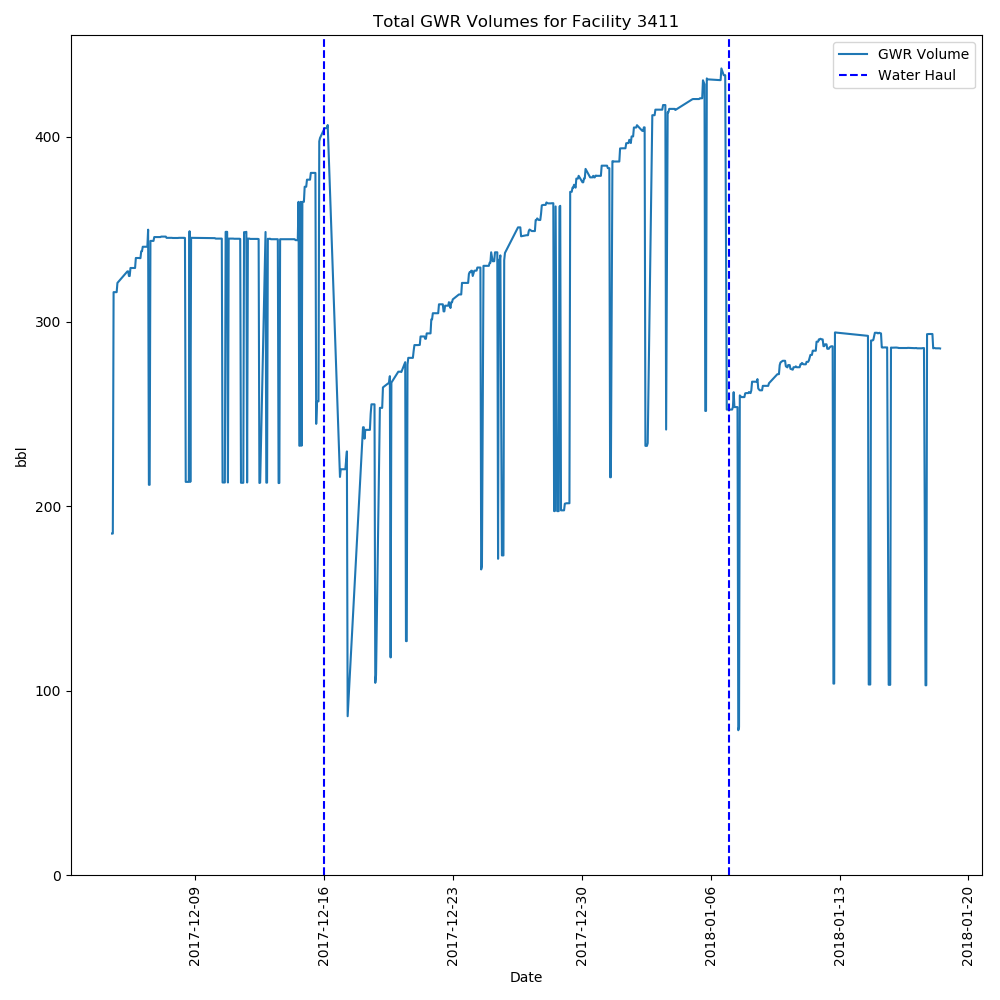 Total GWR Volumes for Facility 3411
GWR Volume
Water Haul
bbl
400
300
200
100
0
2017-12-09
2017-12-16
2017-12-23
2017-12-30
2018-01-06
2018-01-13
2018-01-20
Date